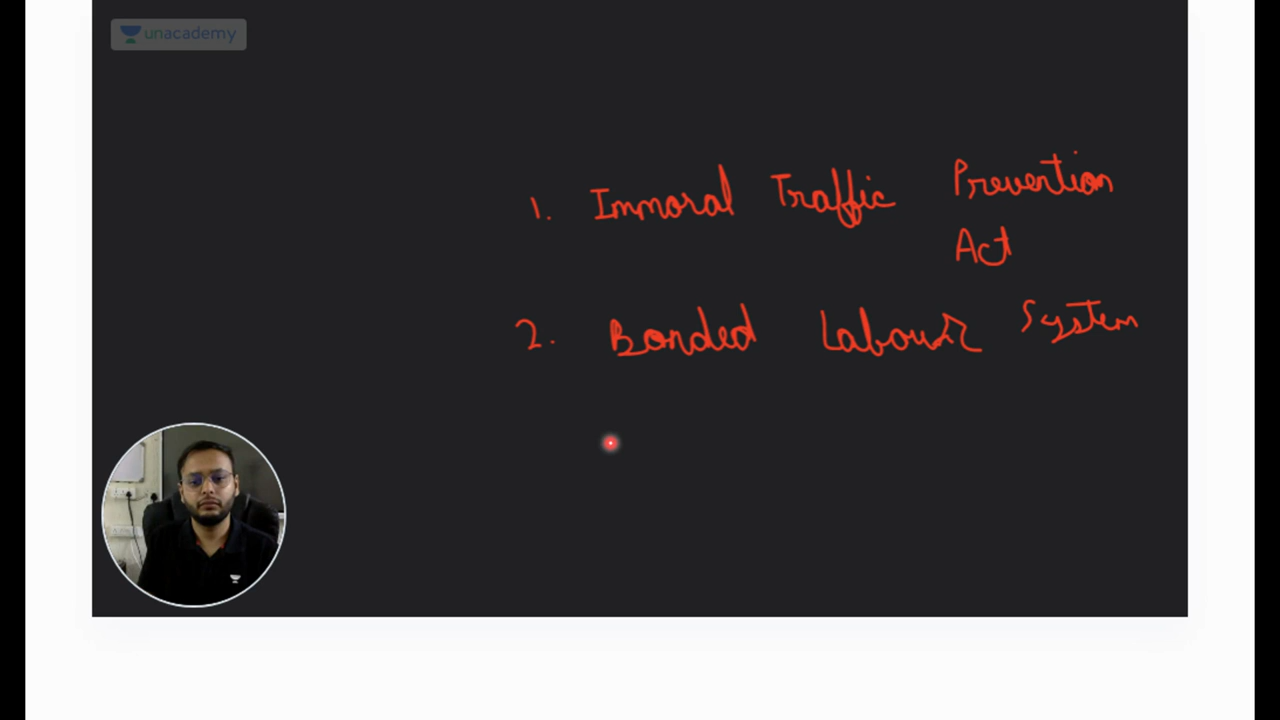 unacademy
1. Immoral Traffic Prevention
Act
2. Bonded Labour System